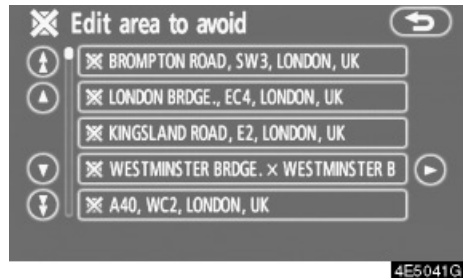 Edit area to avoid
BROMPTON ROAD, SW3, LONDON, UK
LONDON BRDGE., EC4, LONDON, UK
KINGSLAND ROAD, E2, LONDON, UK
WESTMINSTER BRDGE. × WESTMINSTER B
A40, WC2, LONDON, UK
4E5041G